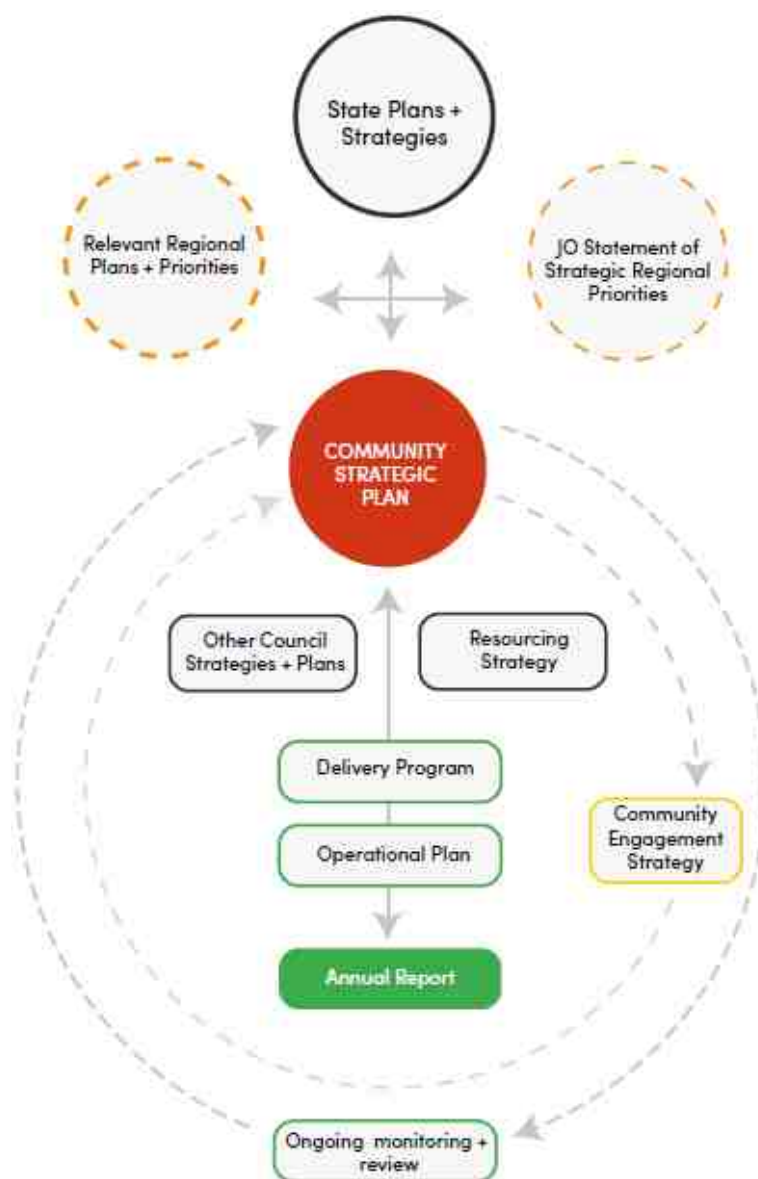 State Plans +
Strategies
Relevant Regional
Plans + Priorities
JO Statement of
Strategic Regional
Priorities
COMMUNITY
STRATEGIC
PLAN
Other Council
Strategies + Plans
Resourcing
Strategy
Delivery Program
Operational Plan
Community
Engagement
Strategy
Annual Report
Ongoing monitoring +
review